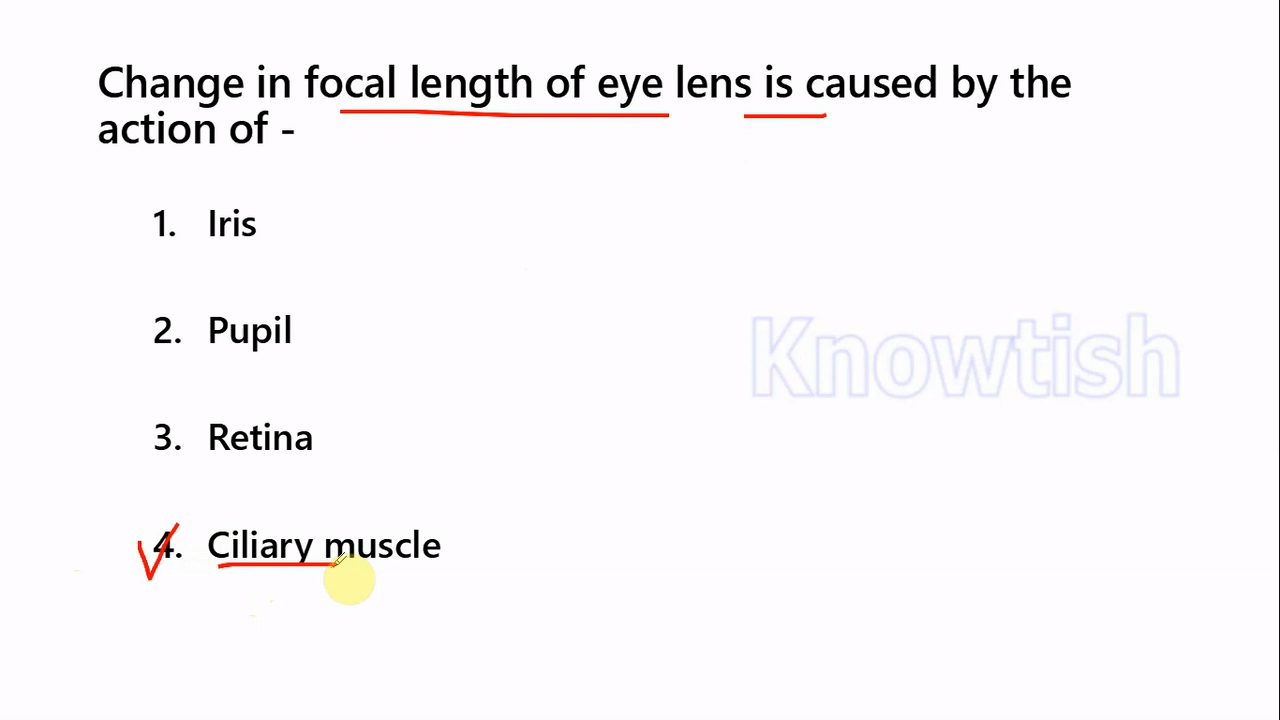 Change in focal length of eye lens is caused by the
action of -
1. Iris
2. Pupil
Knowtish
3. Retina
4. Ciliary muscle